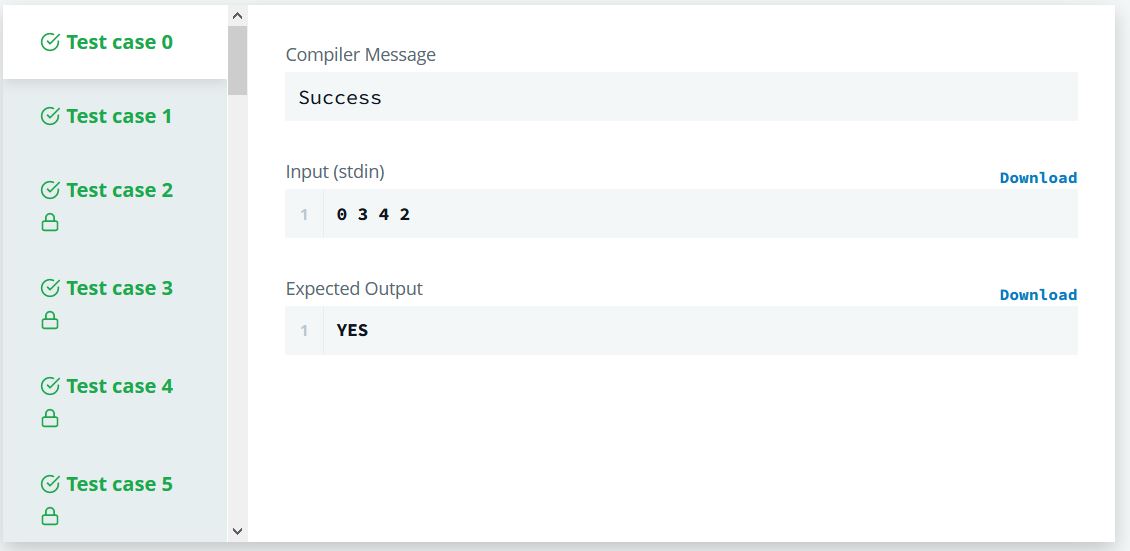 Test case 0
Test case 1
Test case 2
Test case 3
Test case 4
Test case 5
Compiler Message
Success
Input (stdin)
Download
1 0 3 4 2
Expected Output
Download
1 YES